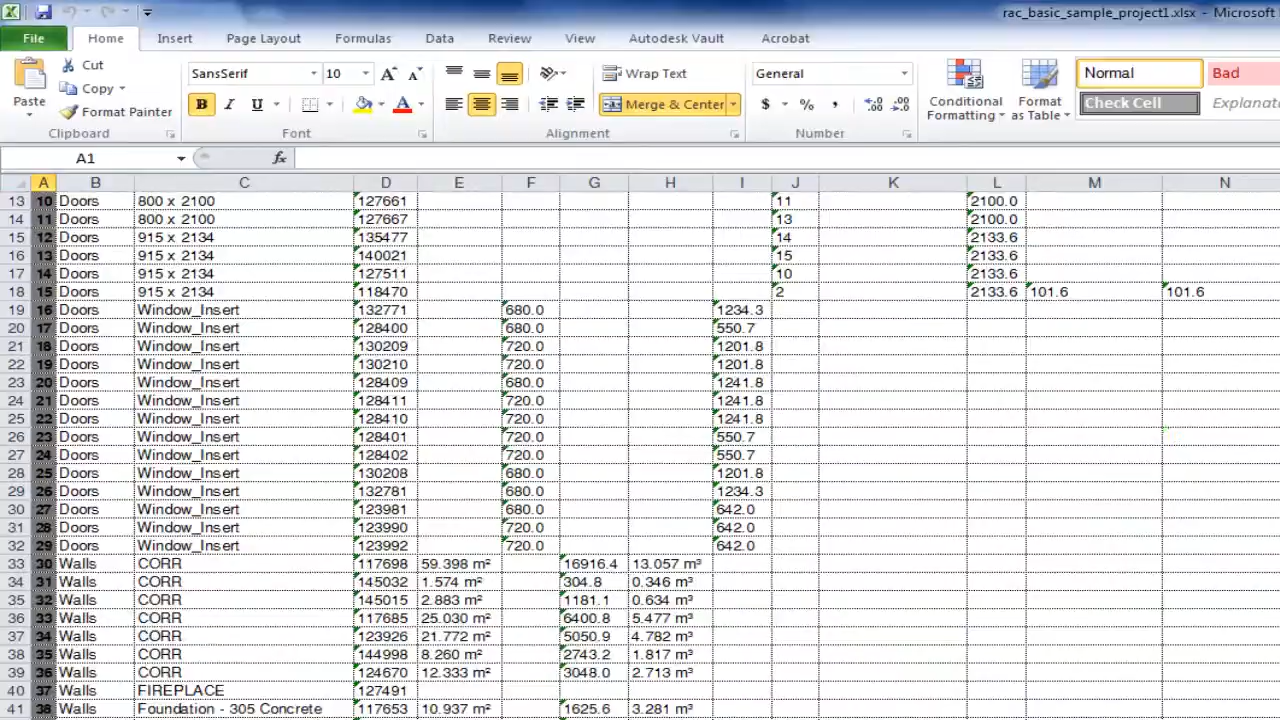 rac_basic_sample_project1.xlsx - Microsoft
File Home Insert Page Layout Formulas Data Review View Autodesk Vault Acrobat
Paste
Cut
Copy
Format Painter
Clipboard
SansSerif 10
B I U
Font
Wrap Text
Merge & Center
Alignment
General
$ % ,
Number
Conditional Formatting
Format as Table
Normal Bad
Check Cell Explana
A1 fx
A B C D E F G H I J K L M N
13 10 Doors 800 x 2100 127661 11 2100.0
14 11 Doors 800 x 2100 127667 13 2100.0
15 12 Doors 915 x 2134 135477 14 2133.6
16 13 Doors 915 x 2134 140021 15 2133.6
17 14 Doors 915 x 2134 127511 10 2133.6
18 15 Doors 915 x 2134 118470 2 2133.6 101.6 101.6
19 16 Doors Window_Insert 132771 680.0 1234.3
20 17 Doors Window_Insert 128400 680.0 550.7
21 18 Doors Window_Insert 130209 720.0 1201.8
22 19 Doors Window_Insert 130210 720.0 1201.8
23 20 Doors Window_Insert 128409 680.0 1241.8
24 21 Doors Window_Insert 128411 720.0 1241.8
25 22 Doors Window_Insert 128410 720.0 1241.8
26 23 Doors Window_Insert 128401 720.0 550.7
27 24 Doors Window_Insert 128402 720.0 550.7
28 25 Doors Window_Insert 130208 680.0 1201.8
29 26 Doors Window_Insert 132781 680.0 1234.3
30 27 Doors Window_Insert 123981 680.0 642.0
31 28 Doors Window_Insert 123990 720.0 642.0
32 29 Doors Window_Insert 123992 720.0 642.0
33 30 Walls CORR 117698 59.398 m² 16916.4 13.057 m³
34 31 Walls CORR 145032 1.574 m² 304.8 0.346 m³
35 32 Walls CORR 145015 2.883 m² 1181.1 0.634 m³
36 33 Walls CORR 117685 25.030 m² 6400.8 5.477 m³
37 34 Walls CORR 123926 21.772 m² 5050.9 4.782 m³
38 35 Walls CORR 144998 8.260 m² 2743.2 1.817 m³
39 36 Walls CORR 124670 12.333 m² 3048.0 2.713 m³
40 37 Walls FIREPLACE 127491
41 38 Walls Foundation - 305 Concrete 117653 10.937 m² 1625.6 3.281 m³